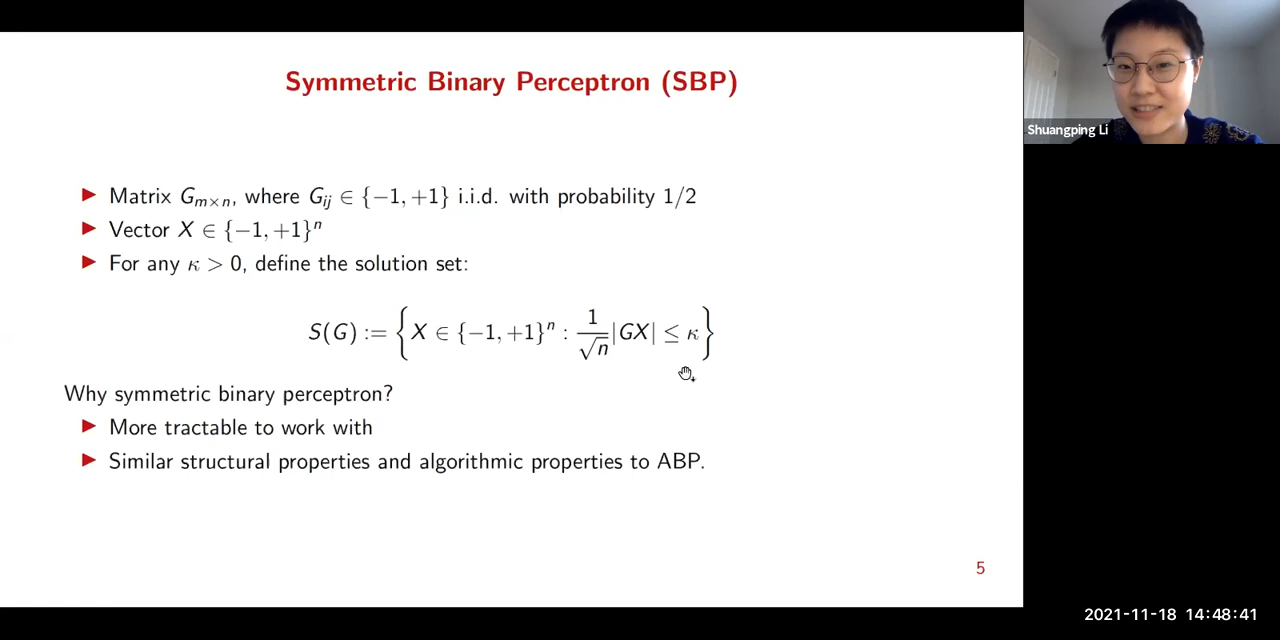 Symmetric Binary Perceptron (SBP)
▶ Matrix G_{m×n}, where G_{ij} ∈ {−1, +1} i.i.d. with probability 1/2
▶ Vector X ∈ {−1, +1}^n
▶ For any κ > 0, define the solution set:
S(G) := { X ∈ {−1, +1}^n : \frac{1}{\sqrt{n}} |GX| ≤ κ }
Why symmetric binary perceptron?
▶ More tractable to work with
▶ Similar structural properties and algorithmic properties to ABP.
5
Shuangping Li
2021-11-18 14:48:41